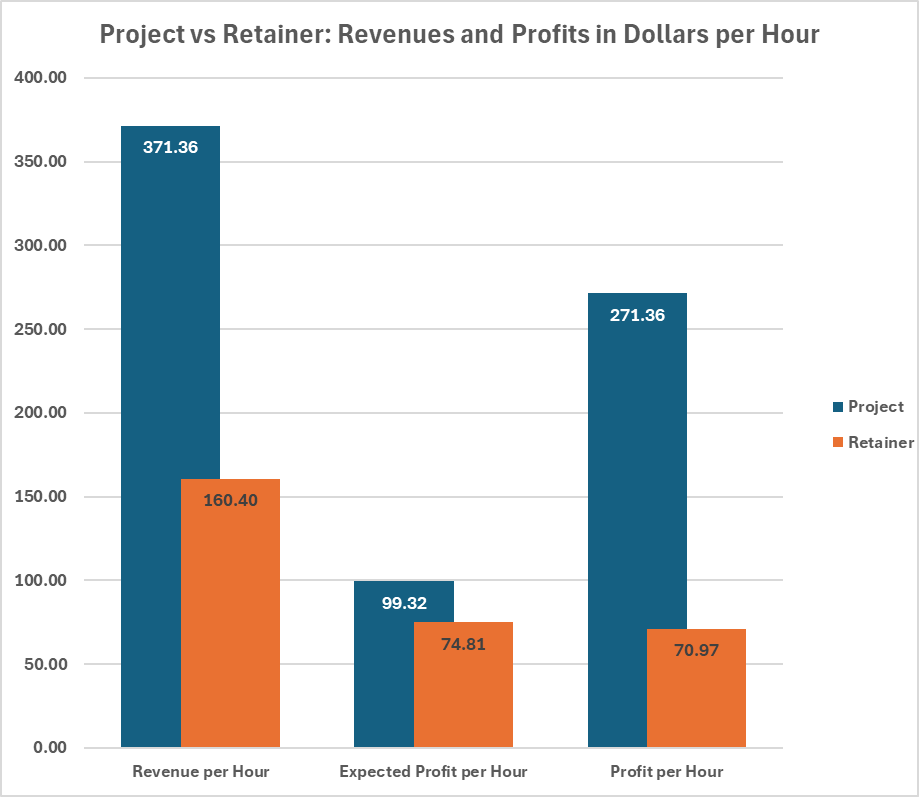 Project vs Retainer: Revenues and Profits in Dollars per Hour
400.00
350.00
300.00
250.00
200.00
150.00
100.00
50.00
0.00
371.36
160.40
99.32
74.81
271.36
70.97
Revenue per Hour
Expected Profit per Hour
Profit per Hour
Project
Retainer